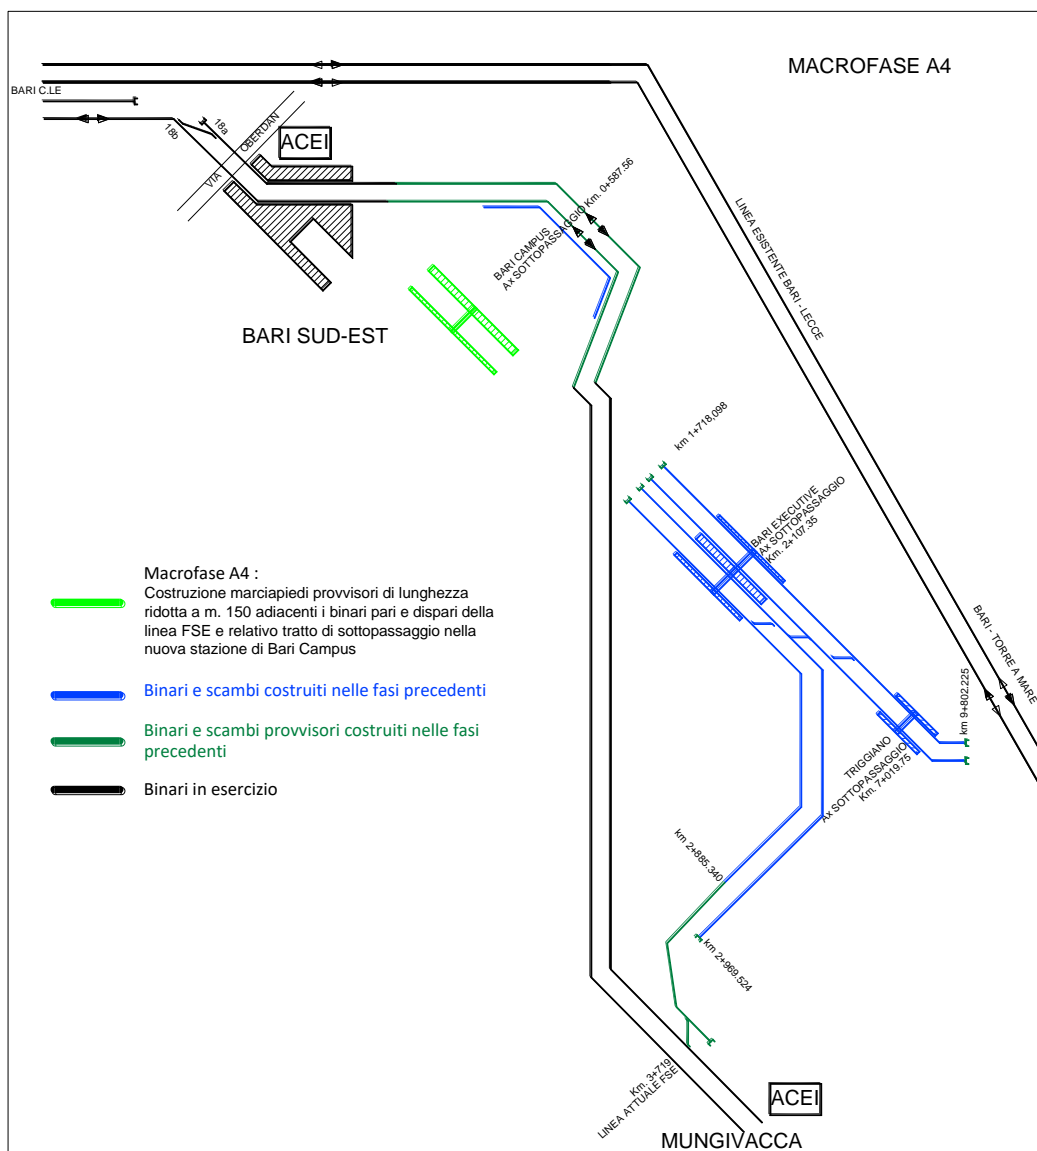 MACROFASE A4
BARI C.LE
18b
18a
VIA OBERDAN
ACEI
BARI CAMPUS
Ax SOTTOPASSAGGIO Km. 0+587.56
LINEA ESISTENTE BARI - LECCE
BARI SUD-EST
km 1+718,098
BARI EXECUTIVE
Ax SOTTOPASSAGGIO
Km. 2+107.35
BARI - TORRE A MARE
Macrofase A4 :
Costruzione marciapiedi provvisori di lunghezza
ridotta a m. 150 adiacenti i binari pari e dispari della
linea FSE e relativo tratto di sottopassaggio nella
nuova stazione di Bari Campus
Binari e scambi costruiti nelle fasi precedenti
Binari e scambi provvisori costruiti nelle fasi
precedenti
Binari in esercizio
km 9+802.225
TRIGGIANO
Ax SOTTOPASSAGGIO
Km. 7+019.75
km 2+885.340
km 2+969.524
Km. 3+719
LINEA ATTUALE FSE
ACEI
MUNGIVACCA